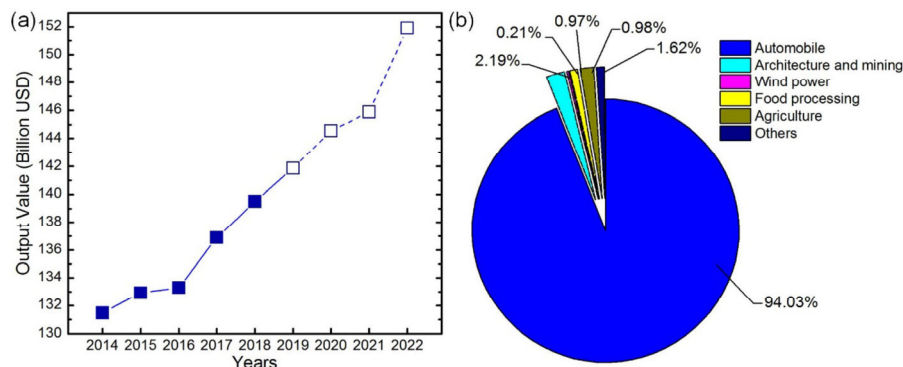 (a)
Output Value (Billion USD)
152
150
148
146
144
142
140
138
136
134
132
130
2014 2015 2016 2017 2018 2019 2020 2021 2022
Years
(b)
0.97%
0.21%
0.98%
2.19%
1.62%
94.03%
Automobile
Architecture and mining
Wind power
Food processing
Agriculture
Others